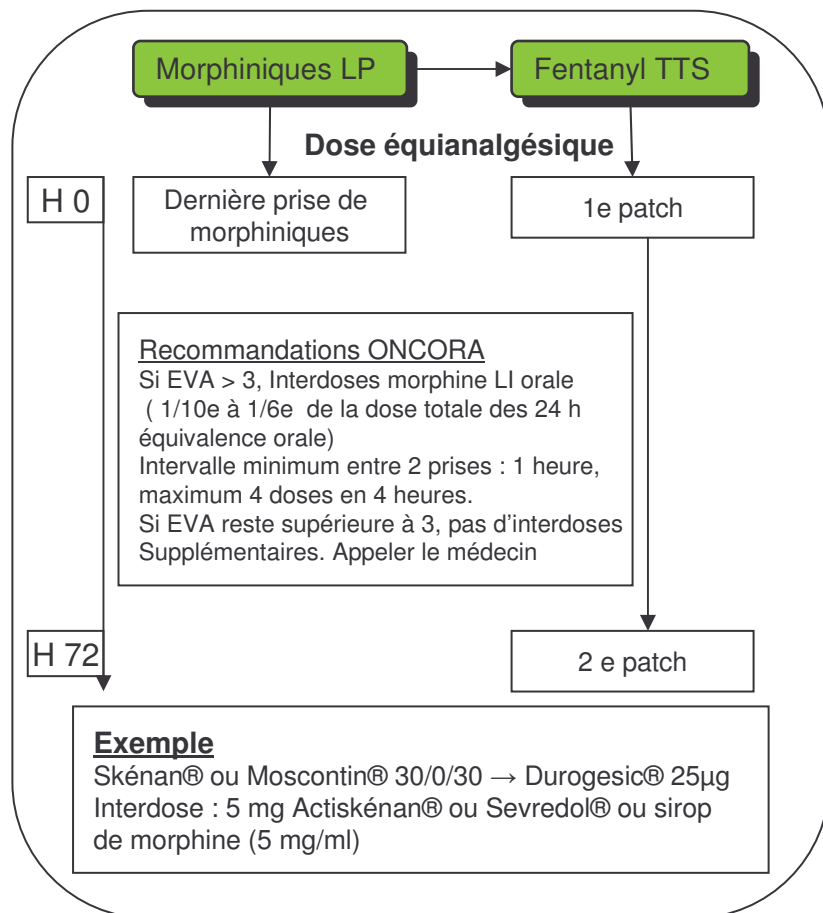 Morphiniques LP
Fentanyl TTS
Dose équianalgésique
H 0
Dernière prise de
morphiniques
1e patch
Recommandations ONCORA
Si EVA > 3, Interdoses morphine LI orale
( 1/10e à 1/6e de la dose totale des 24 h
équivalence orale)
Intervalle minimum entre 2 prises : 1 heure,
maximum 4 doses en 4 heures.
Si EVA reste supérieure à 3, pas d’interdoses
Supplémentaires. Appeler le médecin
H 72
2 e patch
Exemple
Skénan® ou Moscontin® 30/0/30 → Durogesic® 25µg
Interdose : 5 mg Actiskénan® ou Sevredol® ou sirop
de morphine (5 mg/ml)